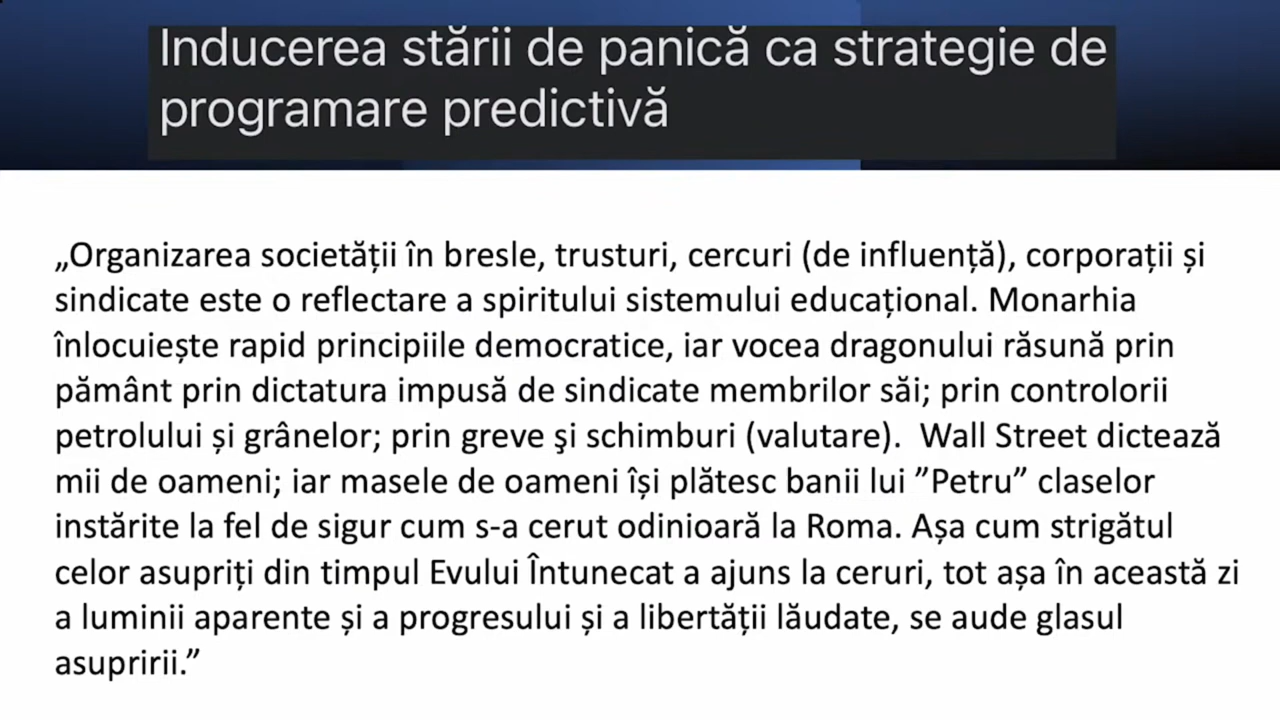 Inducerea stării de panică ca strategie de
programare predictivă
„Organizarea societății în bresle, trusturi, cercuri (de influență), corporații și
sindicate este o reflectare a spiritului sistemului educațional. Monarhia
înlocuiește rapid principiile democratice, iar vocea dragonului răsună prin
pământ prin dictatura impusă de sindicate membrilor săi; prin controlorii
petrolului și grânelor; prin greve şi schimburi (valutare).  Wall Street dictează
mii de oameni; iar masele de oameni își plătesc banii lui ”Petru” claselor
instărite la fel de sigur cum s-a cerut odinioară la Roma. Așa cum strigătul
celor asupriți din timpul Evului Întunecat a ajuns la ceruri, tot așa în această zi
a luminii aparente și a progresului și a libertății lăudate, se aude glasul
asupririi.”